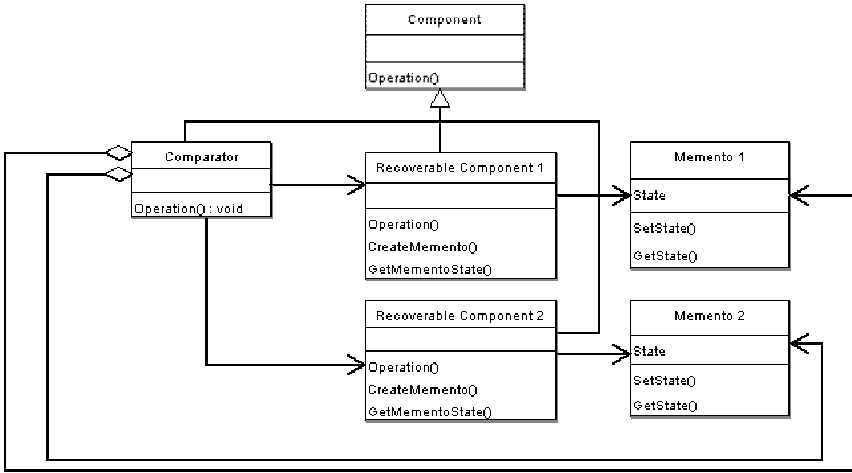 Component
Operation()
Comparator
Operation() : void
Recoverable Component 1
Operation()
CreateMemento()
GetMementoState()
Memento 1
State
SetState()
GetState()
Recoverable Component 2
Operation()
CreateMemento()
GetMementoState()
Memento 2
State
SetState()
GetState()